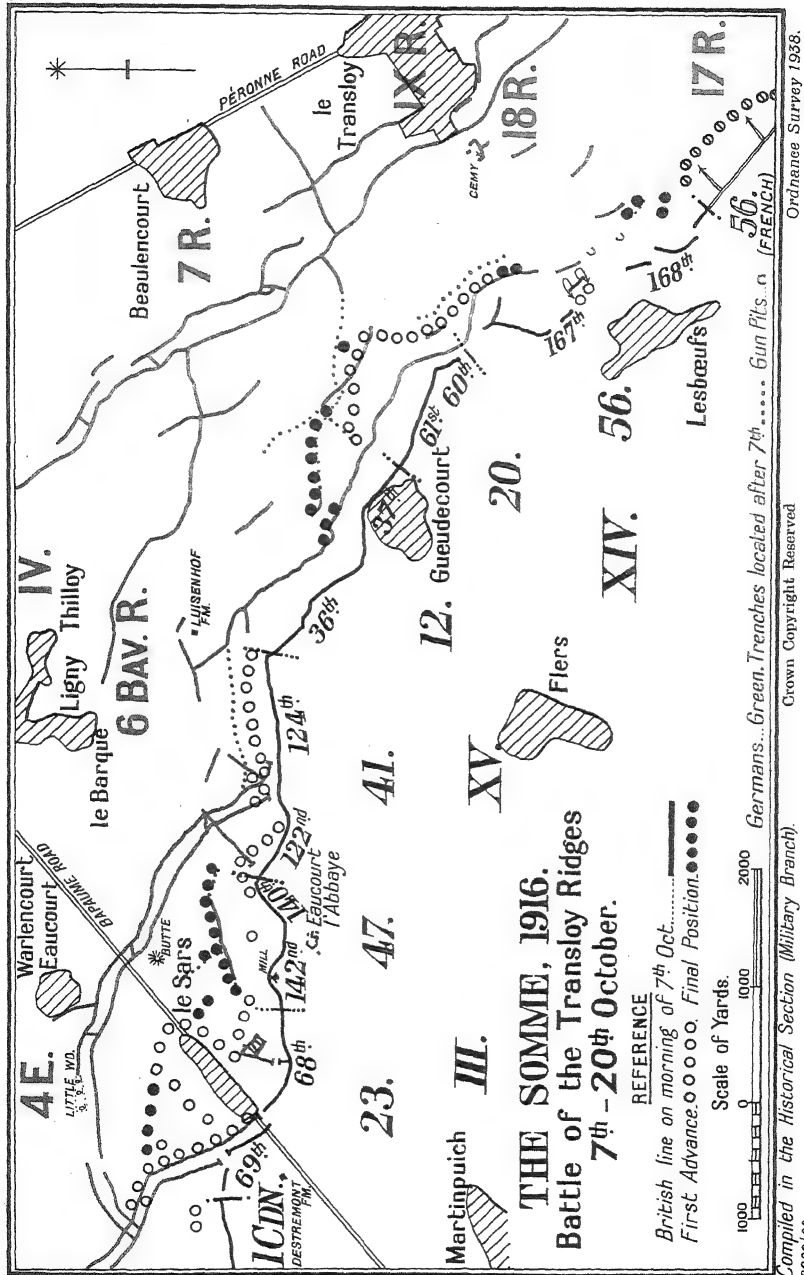 4 E.
Warlencourt
Eaucourt
LITTLE WD.
BAPAUME ROAD
BUTTE
le Sars
le Barque
Ligny
Thilloy
IV.
6 BAV. R.
LUISENHOF
FM.
Beaulencourt
7 R.
PÉRONNE ROAD
le
Transloy
IX R.
18 R.
CEMY
17 R.
1 CDN.
DESTREMONT
FM.
69th
68th
MILL
142nd
140th
Eaucourt
l'Abbaye
122nd
124th
36th
37th
Gueudecourt
61st
60th
167th
168th
56.
(FRENCH)
Lesbœufs
23.
47.
41.
12.
20.
56.
Martinpuich
III.
XV.
Flers
XIV.
THE SOMME, 1916.
Battle of the Transloy Ridges
7th – 20th October.
REFERENCE
British line on morning of 7th Oct.
First Advance. Final Position.
Germans...Green. Trenches located after 7th ..... Gun Pits..
Scale of Yards.
1000 0 1000 2000
Compiled in the Historical Section (Military Branch).
Crown Copyright Reserved
Ordnance Survey 1938.